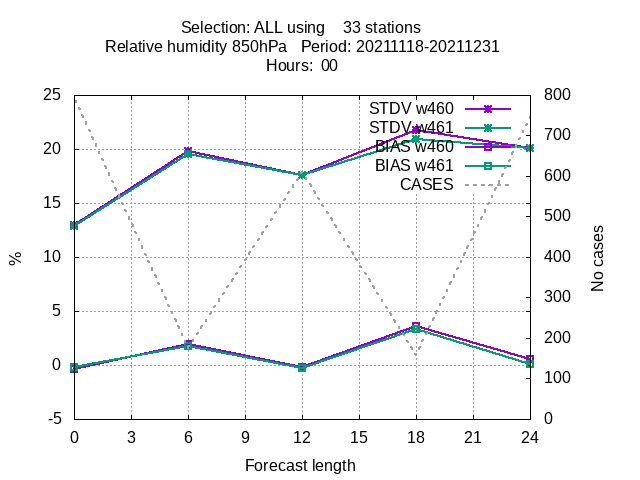 Selection: ALL using    33 stations
Relative humidity 850hPa   Period: 20211118-20211231
Hours:  00
25
20
15
10
5
0
-5
%
STDV w460
STDV w461
BIAS w460
BIAS w461
CASES
800
700
600
500
400
300
200
100
0
No cases
0 3 6 9 12 15 18 21 24
Forecast length